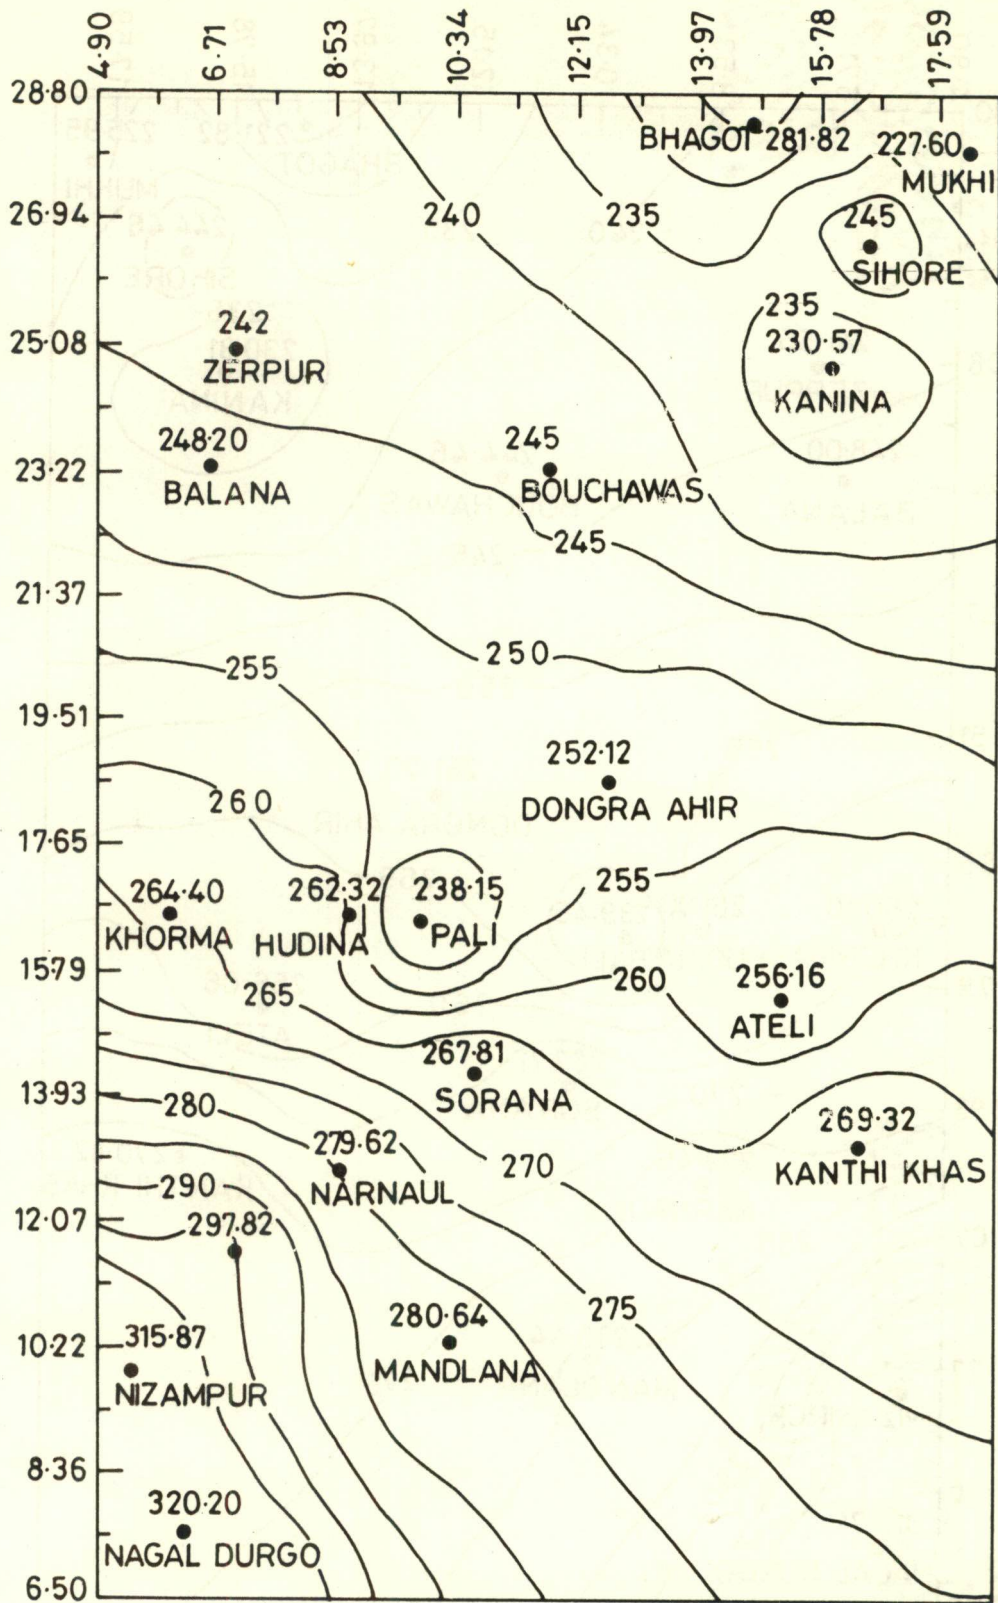 4·90 6·71 8·53 10·34 12·15 13·97 15·78 17·59
28·80
BHAGOT 281·82 227·60
MUKHI
26·94 240 235 245
SIHORE
235
25·08 242 230·57
ZERPUR KANINA
248·20 245
23·22
BALANA BOUCHAWAS
245
21·37
255 250
19·51
252·12
260 DONGRA AHIR
17·65
264·40 262·32 238·15 255
KHORMA HUDINA PALI
15·79
265 260 256·16
ATELI
267·81
13·93 280 SORANA
279·62 269·32
290 NARNAUL 270 KANTHI KHAS
12·07 297·82
280·64 275
10·22 315·87
NIZAMPUR MANDLANA
8·36
320·20
NAGAL DURGO
6·50